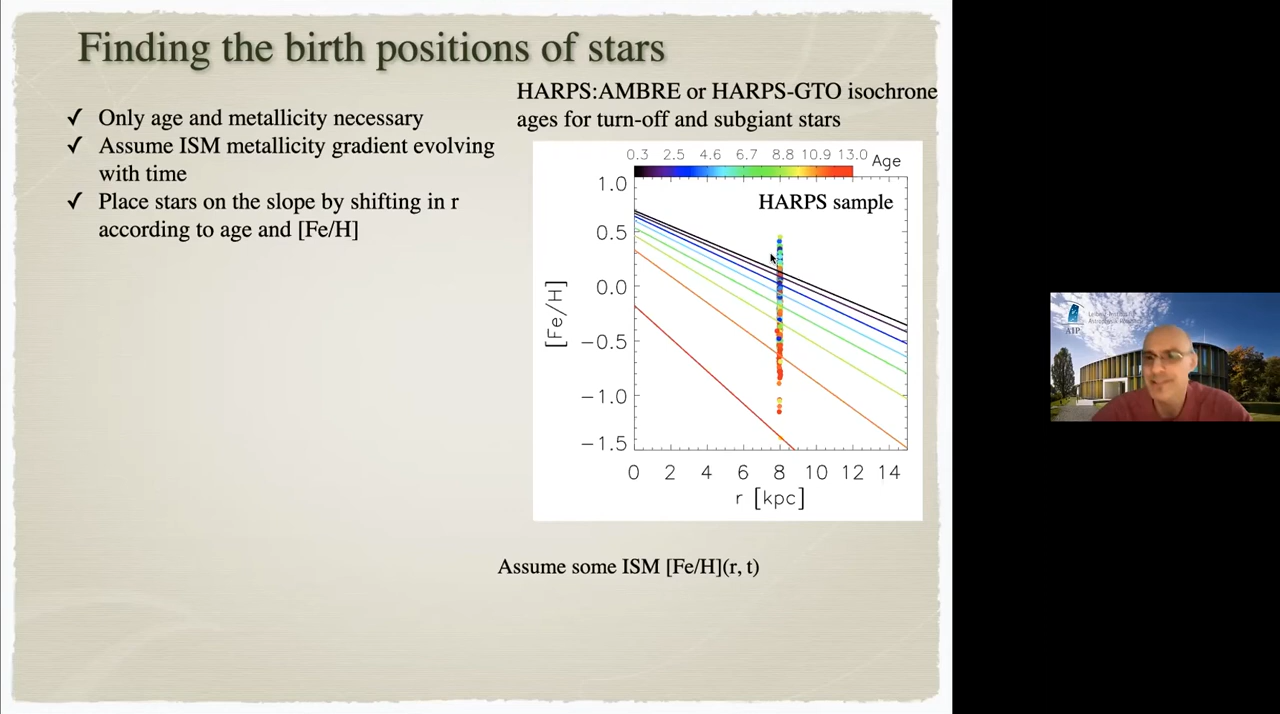 Finding the birth positions of stars
✓ Only age and metallicity necessary
✓ Assume ISM metallicity gradient evolving
with time
✓ Place stars on the slope by shifting in r
according to age and [Fe/H]
HARPS:AMBRE or HARPS-GTO isochrone
ages for turn-off and subgiant stars
0.3 2.5 4.6 6.7 8.8 10.9 13.0 Age
HARPS sample
1.0
0.5
0.0
−0.5
−1.0
−1.5
[Fe/H]
0 2 4 6 8 10 12 14
r [kpc]
Assume some ISM [Fe/H](r, t)
AIP